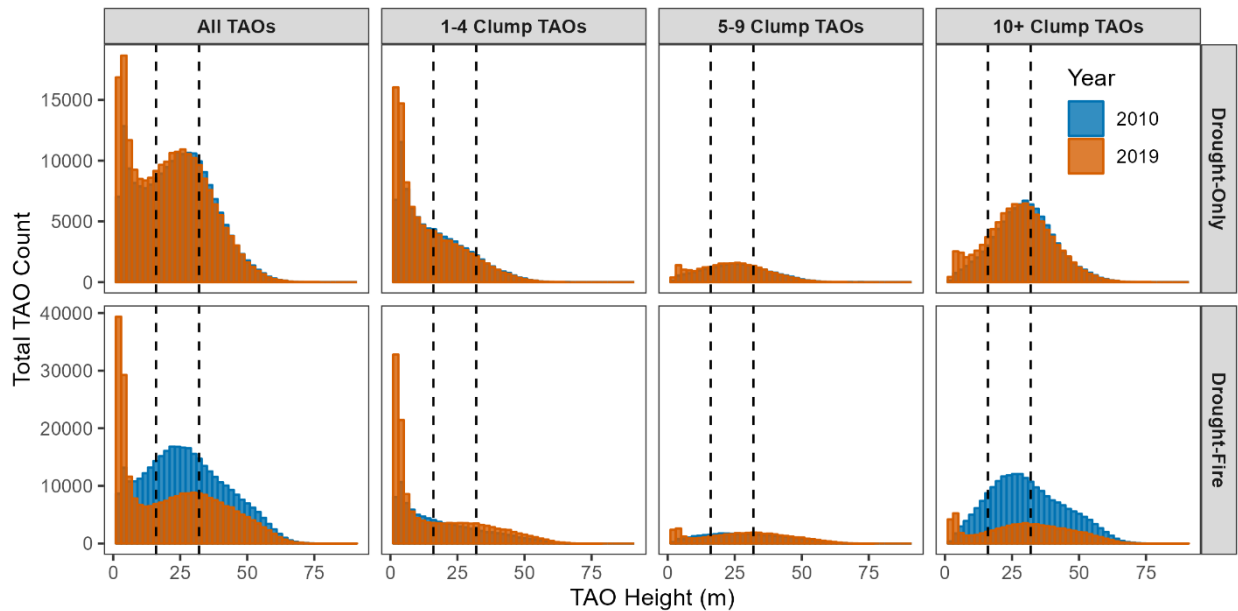 All TAOs
1-4 Clump TAOs
5-9 Clump TAOs
10+ Clump TAOs
Total TAO Count
15000
10000
5000
0
Year
2010
2019
Drought-Only
40000
30000
20000
10000
0
Drought-Fire
0 25 50 75
0 25 50 75
0 25 50 75
0 25 50 75
TAO Height (m)